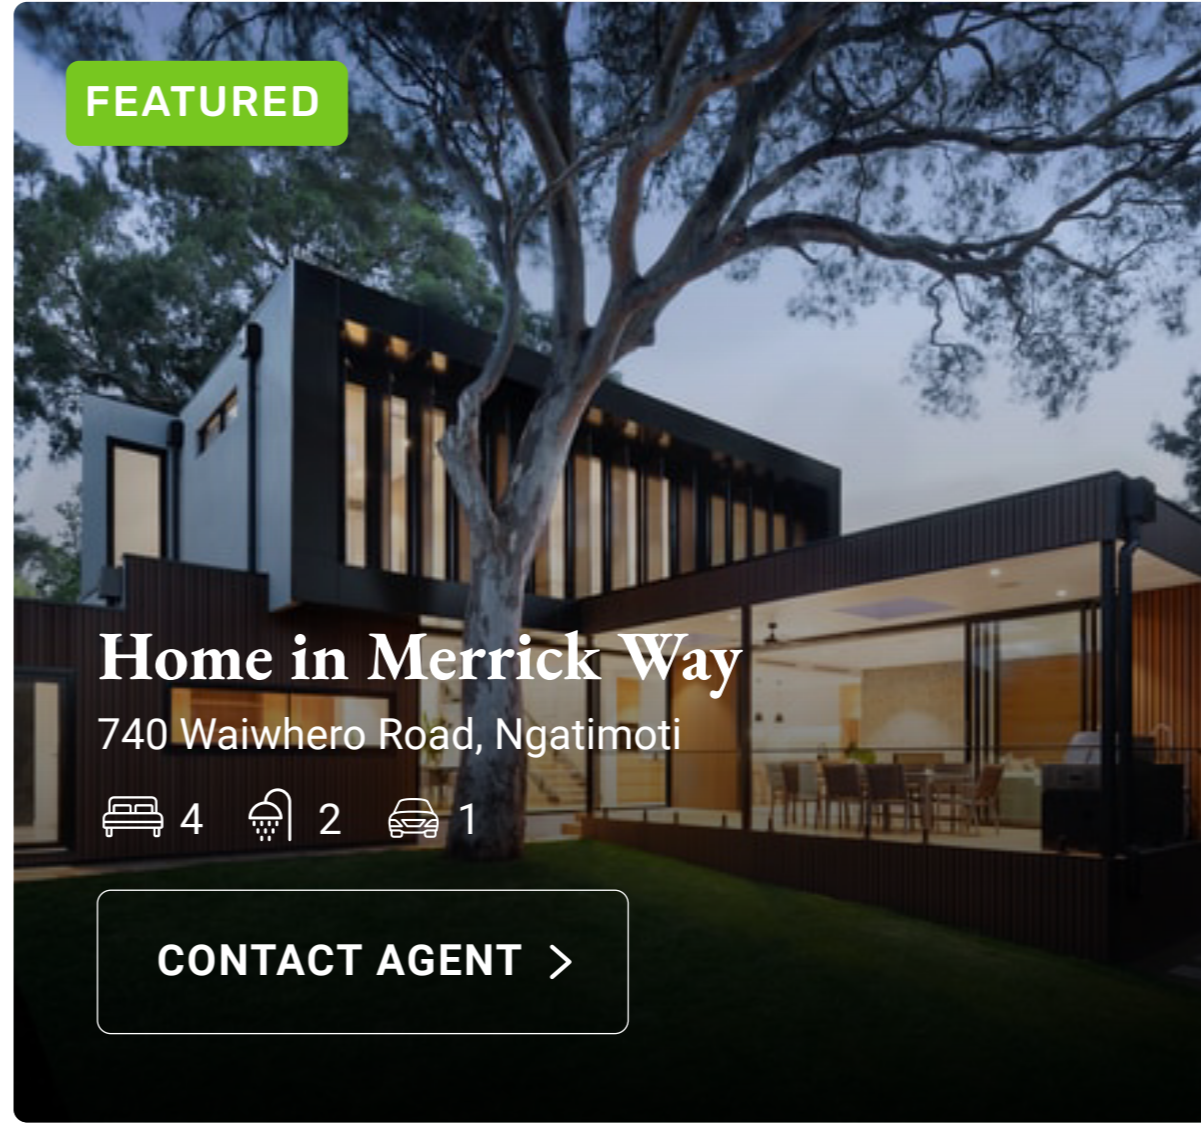 FEATURED
Home in Merrick Way
740 Waiwhero Road, Ngatimoti
4 2 1
CONTACT AGENT >